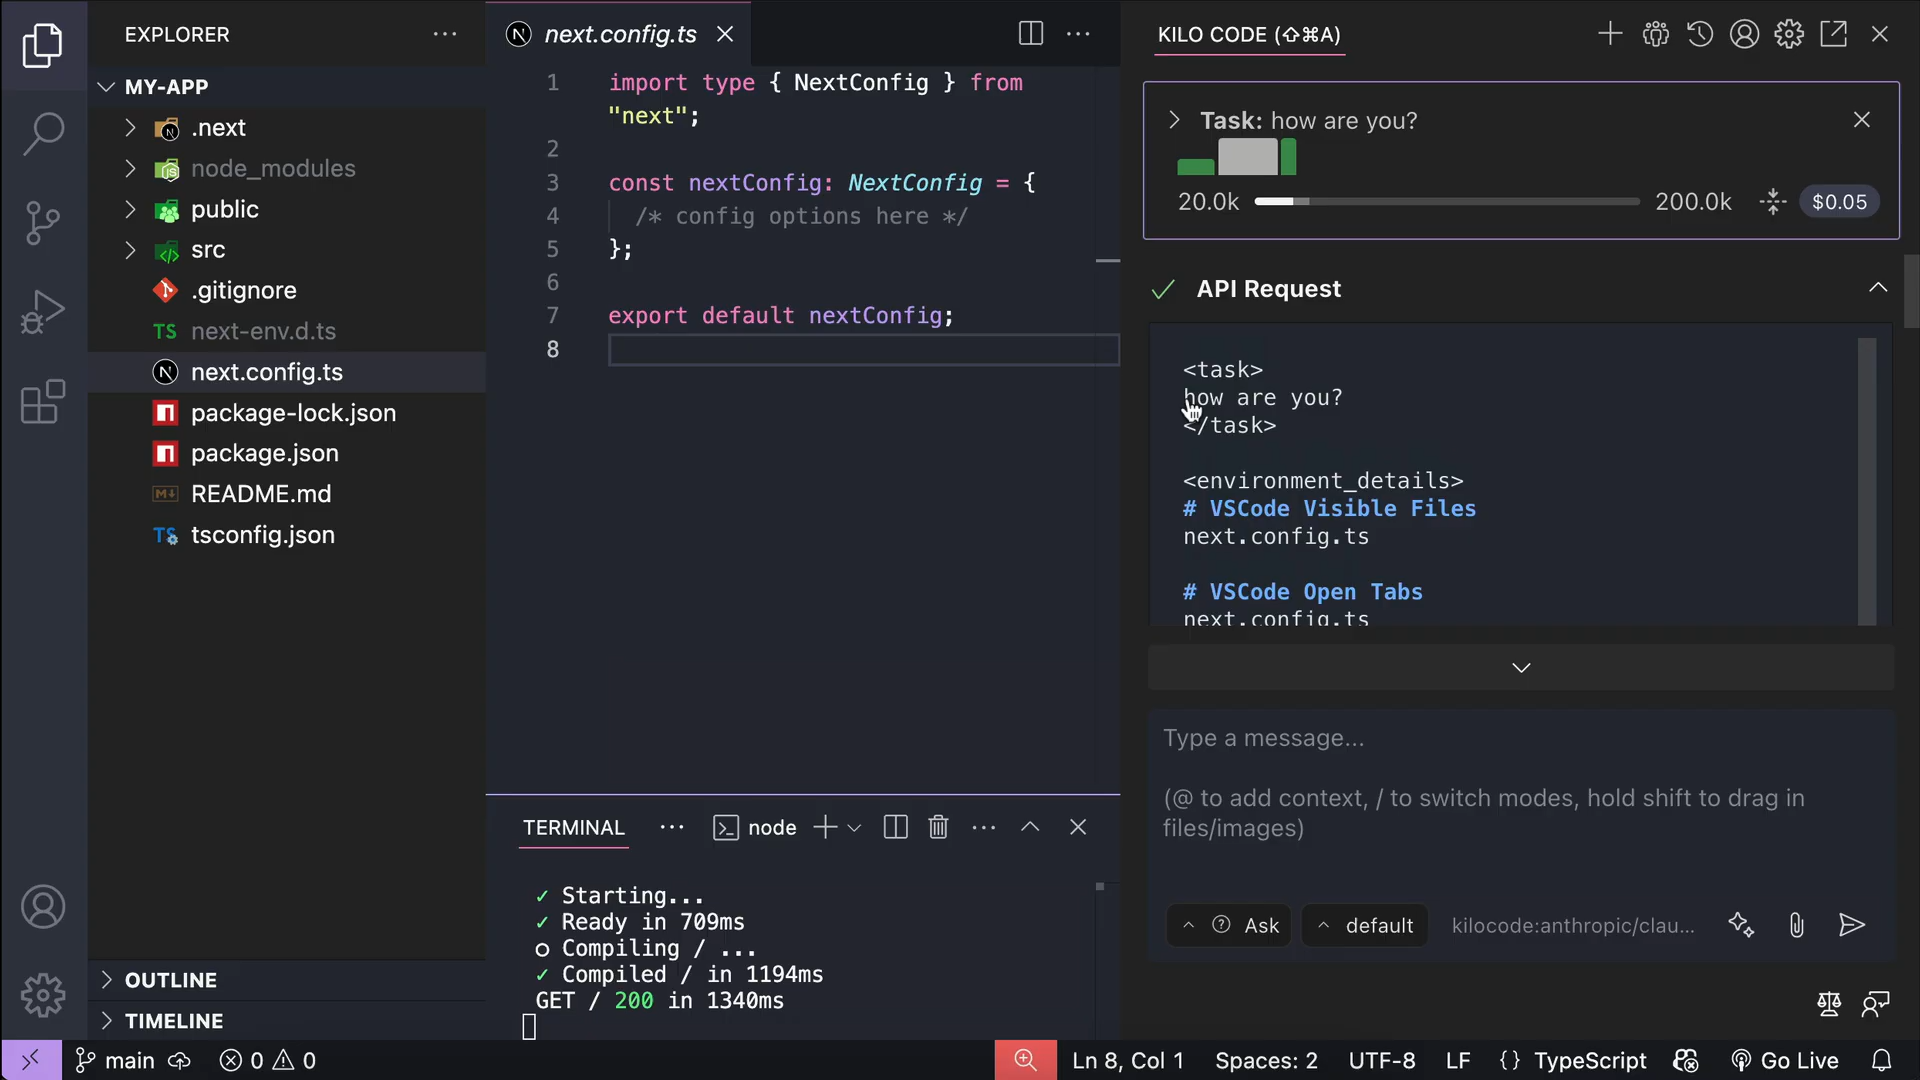 EXPLORER
MY-APP
.next
node_modules
public
src
.gitignore
TS next-env.d.ts
next.config.ts
package-lock.json
package.json
README.md
TS tsconfig.json
OUTLINE
TIMELINE
next.config.ts
1 import type { NextConfig } from
"next";
2
3 const nextConfig: NextConfig = {
4 /* config options here */
5 };
6
7 export default nextConfig;
8
TERMINAL
node
✓ Starting...
✓ Ready in 709ms
○ Compiling / ...
✓ Compiled / in 1194ms
GET / 200 in 1340ms
KILO CODE (⇧⌘A)
Task: how are you?
20.0k 200.0k $0.05
API Request
<task>
how are you?
</task>
<environment_details>
# VSCode Visible Files
next.config.ts
# VSCode Open Tabs
next.config.ts
Type a message...
(@ to add context, / to switch modes, hold shift to drag in
files/images)
Ask default kilocode:anthropic/clau...
main 0 0 Ln 8, Col 1 Spaces: 2 UTF-8 LF {} TypeScript Go Live